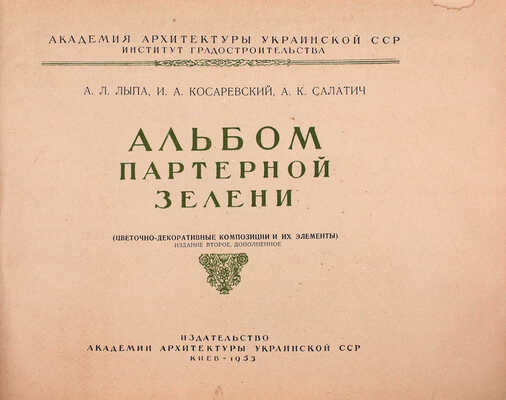 АКАДЕМИЯ АРХИТЕКТУРЫ УКРАИНСКОЙ ССР
ИНСТИТУТ ГРАДОСТРОИТЕЛЬСТВА
А. Л. ЛЫПА, И. А. КОСАРЕВСКИЙ, А. К. САЛАТИЧ
АЛЬБОМ
ПАРТЕРНОЙ
ЗЕЛЕНИ
(ЦВЕТОЧНО-ДЕКОРАТИВНЫЕ КОМПОЗИЦИИ И ИХ ЭЛЕМЕНТЫ)
ИЗДАНИЕ ВТОРОЕ, ДОПОЛНЕННОЕ
ИЗДАТЕЛЬСТВО
АКАДЕМИИ АРХИТЕКТУРЫ УКРАИНСКОЙ ССР
КИЕВ - 1953